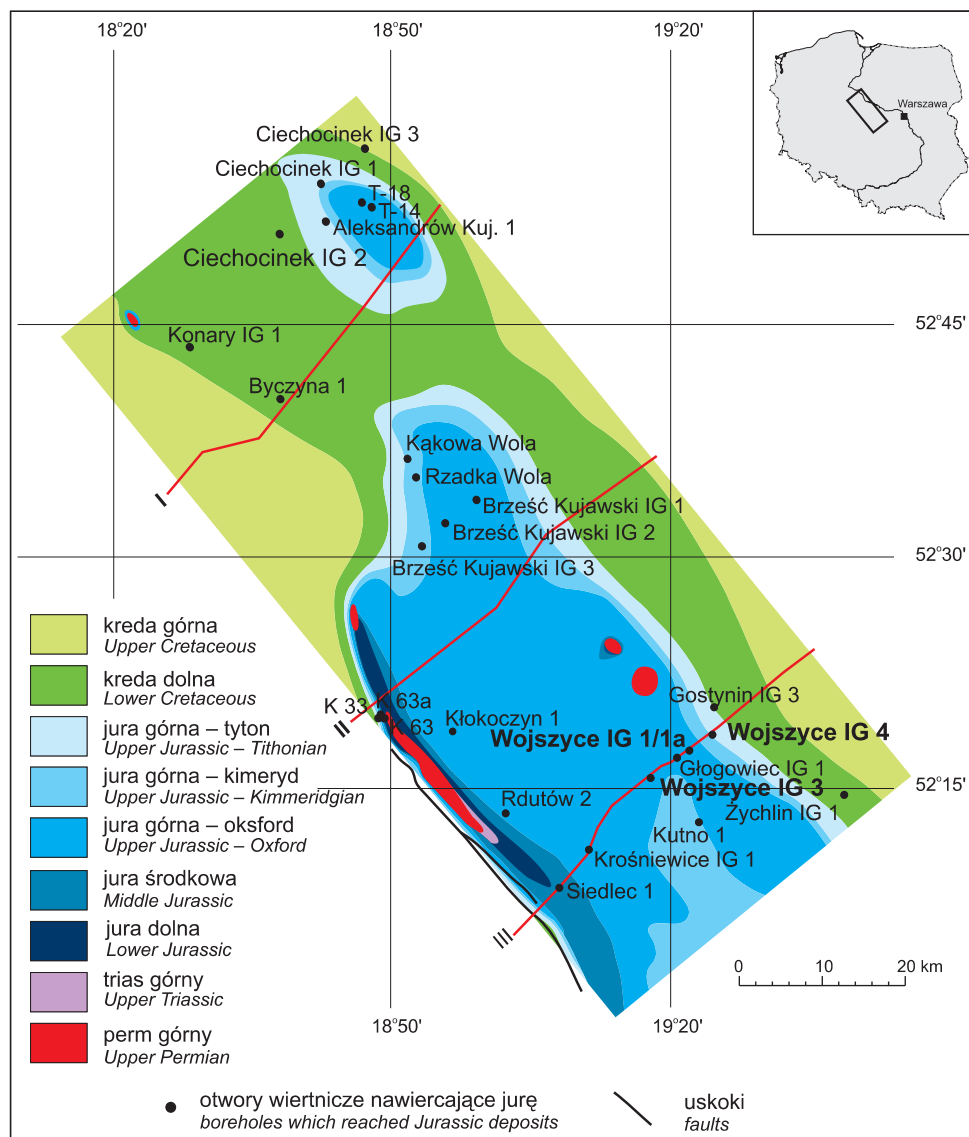 18°20'
18°50'
19°20'
Warszawa
Ciechocinek IG 3
Ciechocinek IG 1
T-18
T-14
Aleksandrów Kuj. 1
Ciechocinek IG 2
52°45'
Konary IG 1
Byczyna 1
I
Kąkowa Wola
Rzadka Wola
Brześć Kujawski IG 1
Brześć Kujawski IG 2
52°30'
Brześć Kujawski IG 3
kreda górna
Upper Cretaceous
kreda dolna
Lower Cretaceous
jura górna – tyton
Upper Jurassic – Tithonian
jura górna – kimeryd
Upper Jurassic – Kimmeridgian
jura górna – oksford
Upper Jurassic – Oxford
jura środkowa
Middle Jurassic
jura dolna
Lower Jurassic
trias górny
Upper Triassic
perm górny
Upper Permian
Gostynin IG 3
K 33
K 63a
II
K 63
Kłokoczyn 1
Wojszyce IG 1/1a
Wojszyce IG 4
Głogowiec IG 1
52°15'
Wojszyce IG 3
Rdutów 2
Żychlin IG 1
Kutno 1
Krośniewice IG 1
Siedlec 1
III
0
10
20 km
18°50'
19°20'
otwory wiertnicze nawiercające jurę
boreholes which reached Jurassic deposits
uskoki
faults